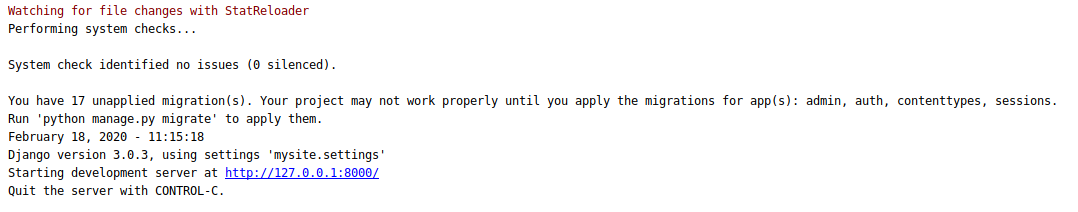 Watching for file changes with StatReloader
Performing system checks...
System check identified no issues (0 silenced).
You have 17 unapplied migration(s). Your project may not work properly until you apply the migrations for app(s): admin, auth, contenttypes, sessions.
Run 'python manage.py migrate' to apply them.
February 18, 2020 - 11:15:18
Django version 3.0.3, using settings 'mysite.settings'
Starting development server at http://127.0.0.1:8000/
Quit the server with CONTROL-C.